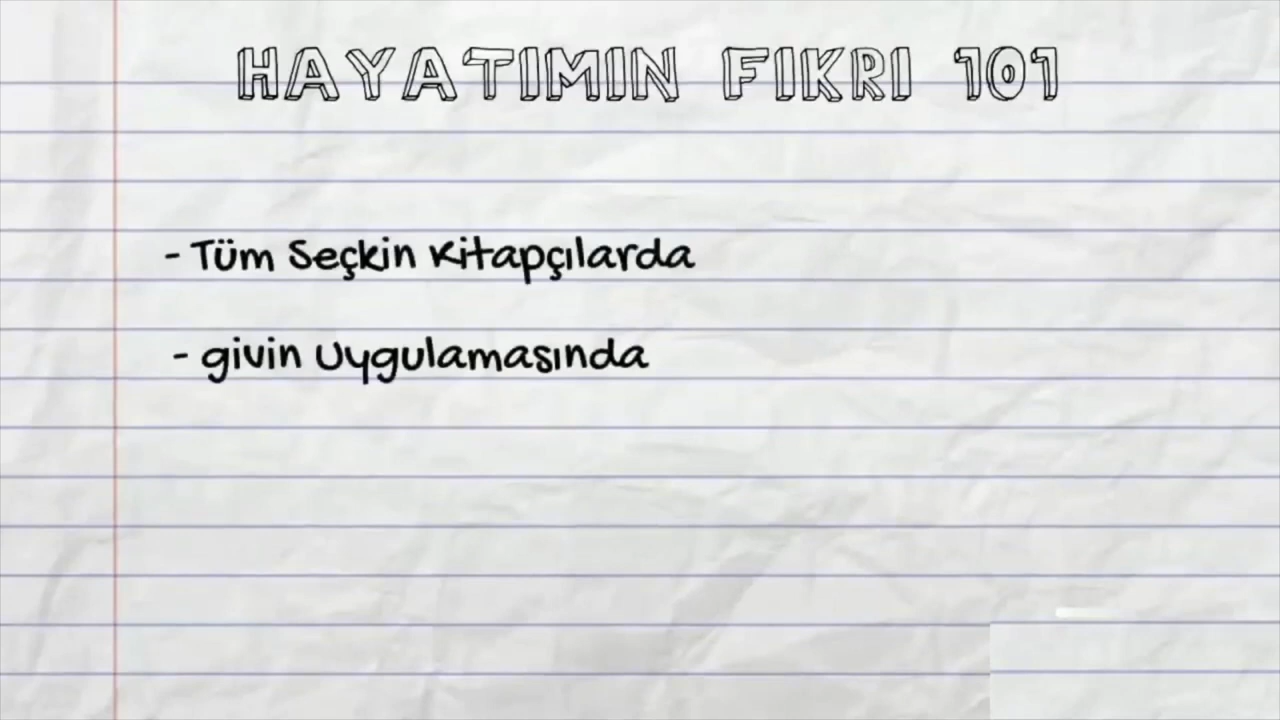 HAYATIMIN FIKRI 101
- Tüm Seçkin Kitapçılarda
- givin Uygulamasında